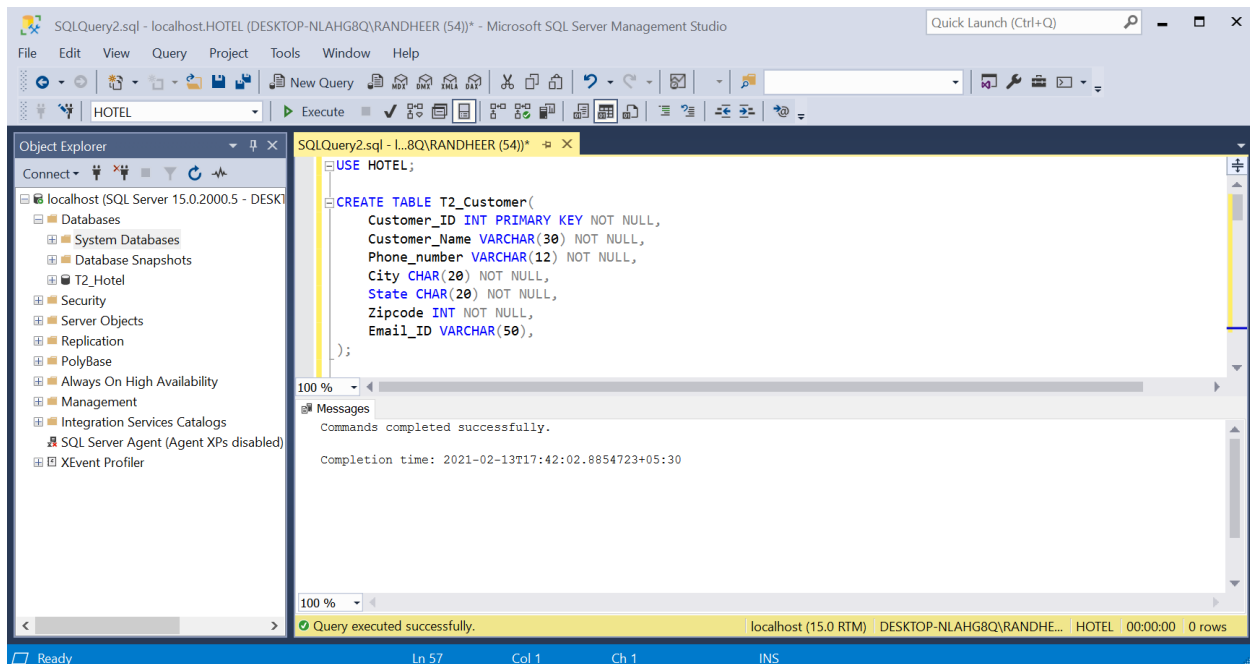 SQLQuery2.sql - localhost.HOTEL (DESKTOP-NLAHG8Q\RANDHEER (54))* - Microsoft SQL Server Management Studio
Quick Launch (Ctrl+Q)
File Edit View Query Project Tools Window Help
New Query MDX DMX XMLA DAX
HOTEL Execute
Object Explorer
SQLQuery2.sql - l...8Q\RANDHEER (54))*
Connect
localhost (SQL Server 15.0.2000.5 - DESKT
Databases
System Databases
Database Snapshots
T2_Hotel
Security
Server Objects
Replication
PolyBase
Always On High Availability
Management
Integration Services Catalogs
SQL Server Agent (Agent XPs disabled)
XEvent Profiler
USE HOTEL;
CREATE TABLE T2_Customer(
Customer_ID INT PRIMARY KEY NOT NULL,
Customer_Name VARCHAR(30) NOT NULL,
Phone_number VARCHAR(12) NOT NULL,
City CHAR(20) NOT NULL,
State CHAR(20) NOT NULL,
Zipcode INT NOT NULL,
Email_ID VARCHAR(50),
);
100 %
Messages
Commands completed successfully.
Completion time: 2021-02-13T17:42:02.8854723+05:30
100 %
Query executed successfully.
localhost (15.0 RTM) DESKTOP-NLAHG8Q\RANDHE... HOTEL 00:00:00 0 rows
Ready Ln 57 Col 1 Ch 1 INS